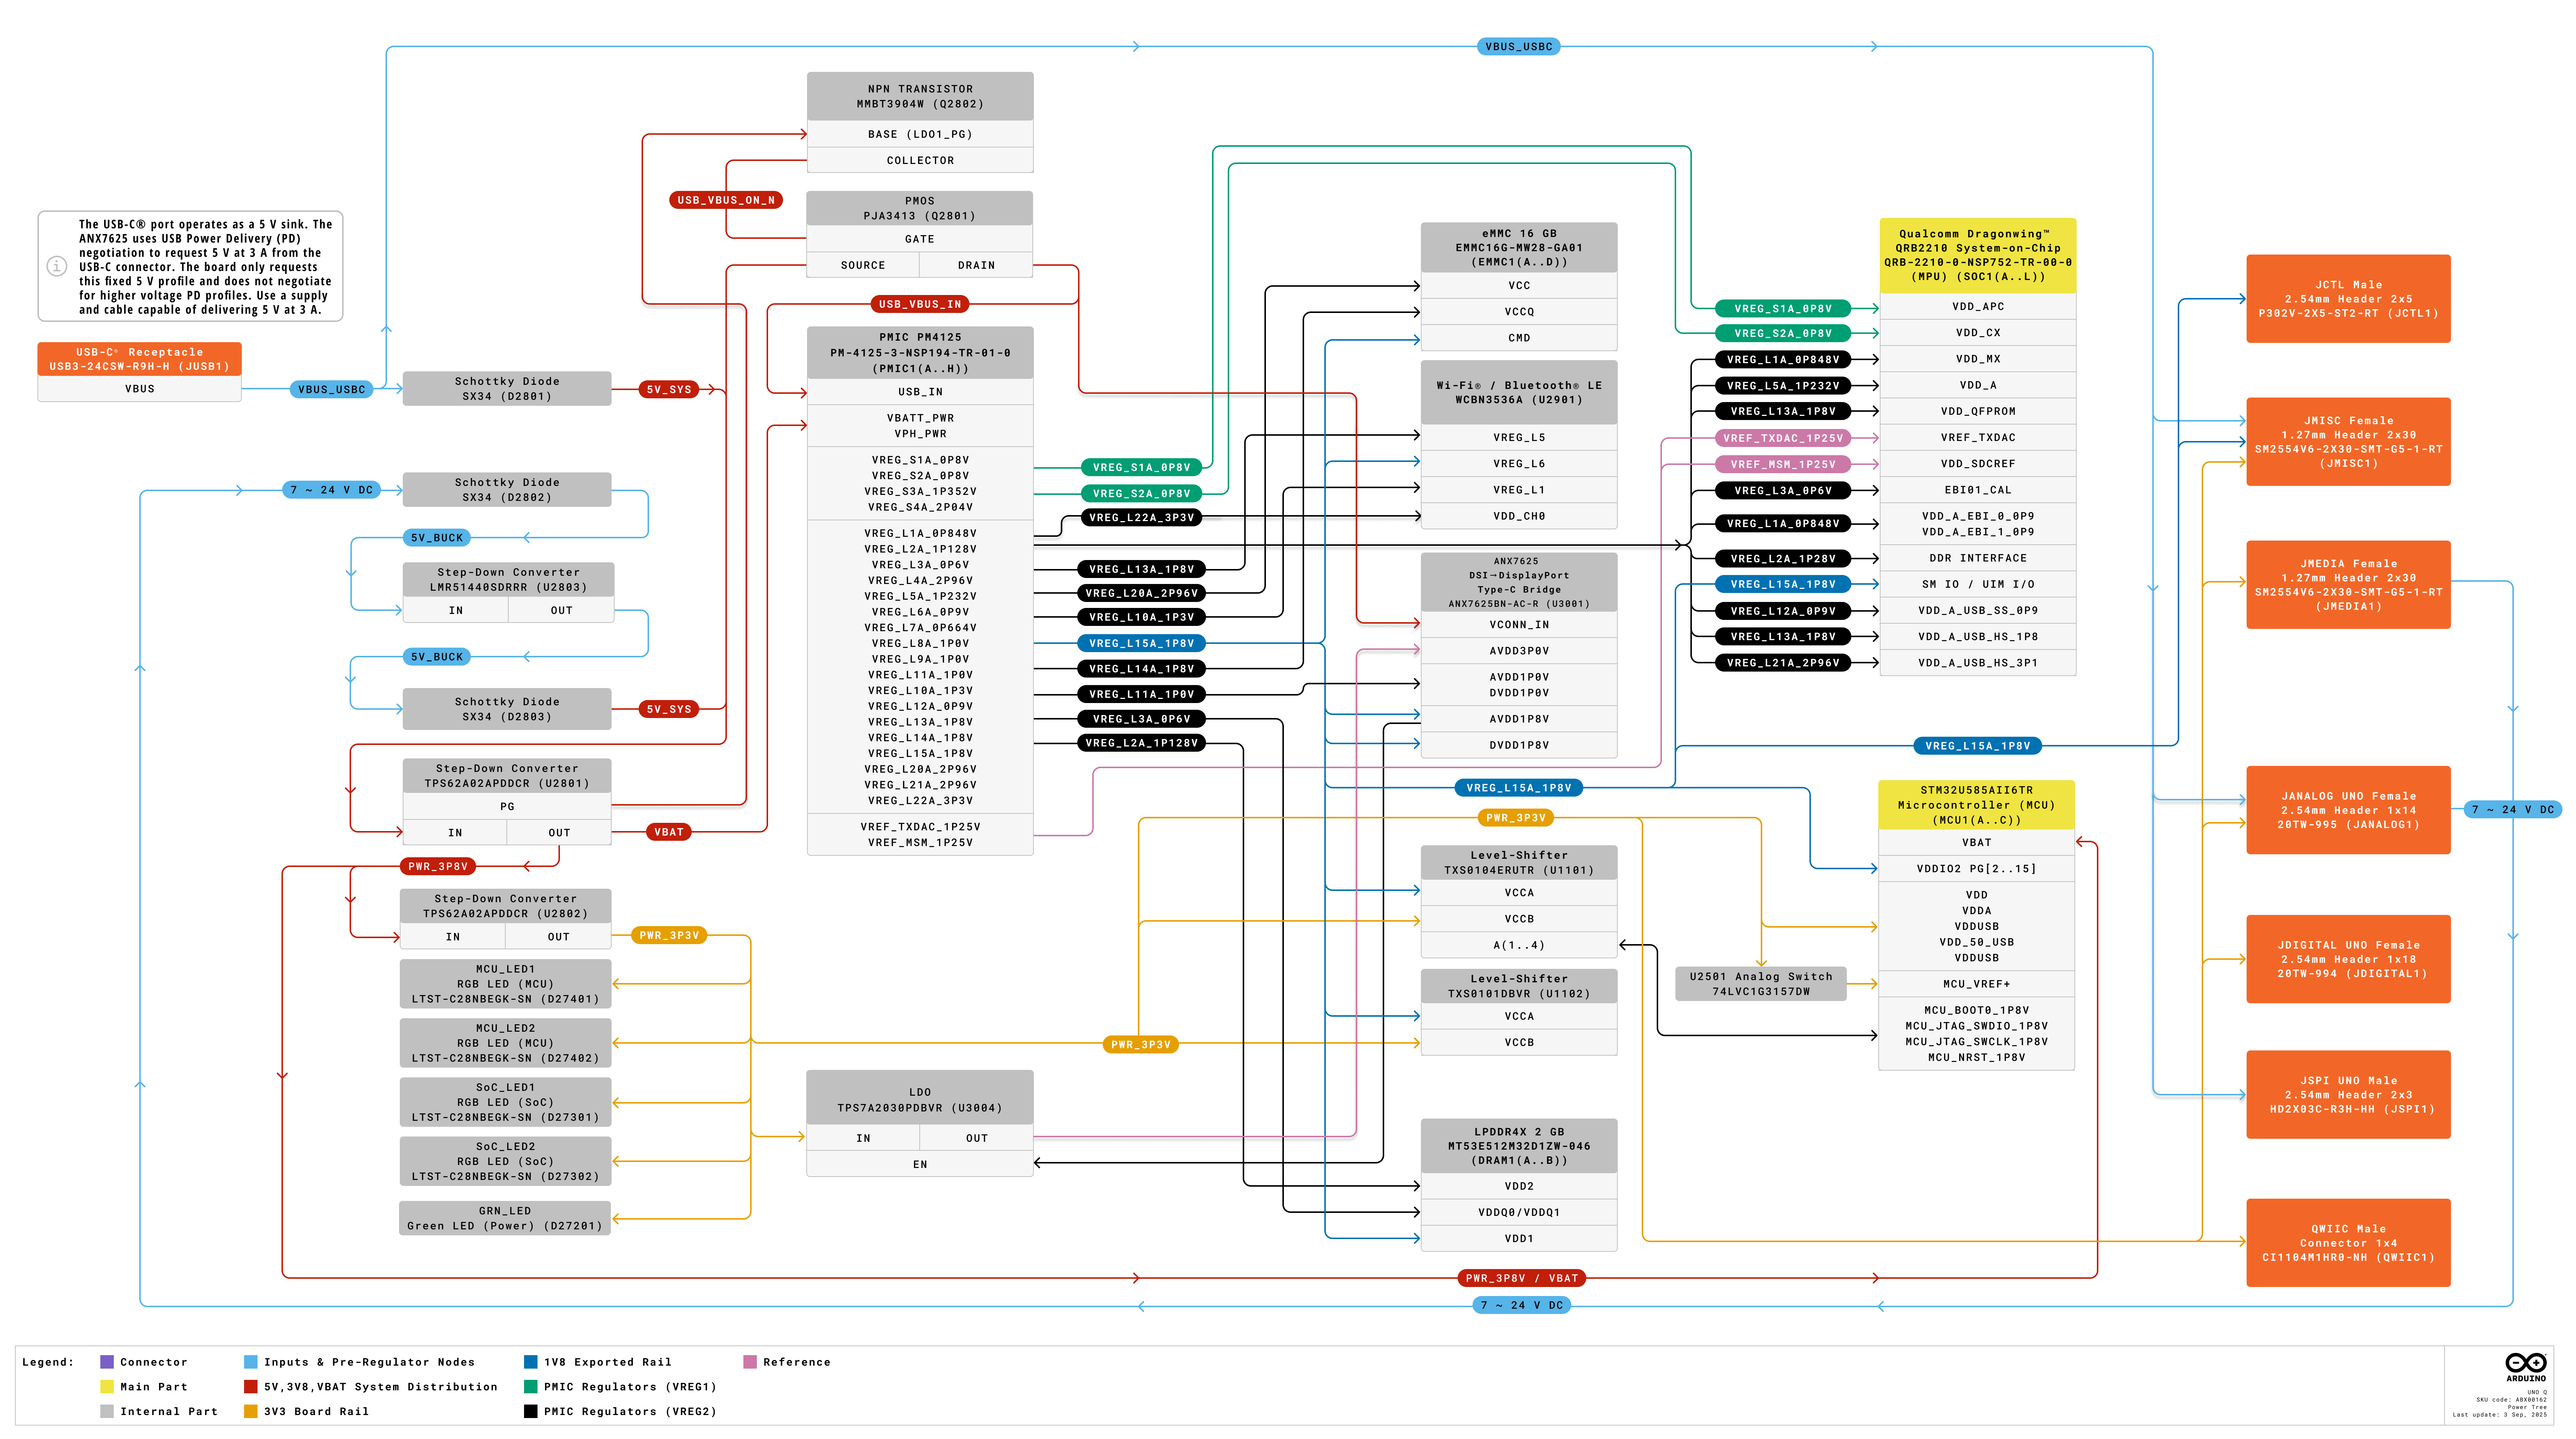 VBUS_USBC
NPN TRANSISTOR
MMBT3904W (Q2802)
BASE (LDO1_PG)
COLLECTOR
USB_VBUS_ON_N
PMOS
PJA3413 (Q2801)
GATE
SOURCE
DRAIN
USB_VBUS_IN
The USB-C® port operates as a 5 V sink. The
ANX7625 uses USB Power Delivery (PD)
negotiation to request 5 V at 3 A from the
USB-C connector. The board only requests
this fixed 5 V profile and does not negotiate
for higher voltage PD profiles. Use a supply
and cable capable of delivering 5 V at 3 A.
USB-C® Receptacle
USB3-24CSW-R9H-H (JUSB1)
VBUS
VBUS_USBC
Schottky Diode
SX34 (D2801)
5V_SYS
7 ~ 24 V DC
Schottky Diode
SX34 (D2802)
5V_BUCK
Step-Down Converter
LMR51440SDRRR (U2803)
IN
OUT
5V_BUCK
Schottky Diode
SX34 (D2803)
5V_SYS
Step-Down Converter
TPS62A02APDDCR (U2801)
PG
IN
OUT
VBAT
PWR_3P8V
Step-Down Converter
TPS62A02APDDCR (U2802)
IN
OUT
PWR_3P3V
MCU_LED1
RGB LED (MCU)
LTST-C28NBEGK-SN (D27401)
MCU_LED2
RGB LED (MCU)
LTST-C28NBEGK-SN (D27402)
SoC_LED1
RGB LED (SoC)
LTST-C28NBEGK-SN (D27301)
SoC_LED2
RGB LED (SoC)
LTST-C28NBEGK-SN (D27302)
GRN_LED
Green LED (Power) (D27201)
PMIC PM4125
PM-4125-3-NSP194-TR-01-0
(PMIC1(A..H))
USB_IN
VBATT_PWR
VPH_PWR
VREG_S1A_0P8V
VREG_S2A_0P8V
VREG_S3A_1P352V
VREG_S4A_2P04V
VREG_L1A_0P848V
VREG_L2A_1P128V
VREG_L3A_0P6V
VREG_L4A_2P96V
VREG_L5A_1P232V
VREG_L6A_0P9V
VREG_L7A_0P664V
VREG_L8A_1P0V
VREG_L9A_1P0V
VREG_L11A_1P0V
VREG_L10A_1P3V
VREG_L12A_0P9V
VREG_L13A_1P8V
VREG_L14A_1P8V
VREG_L15A_1P8V
VREG_L20A_2P96V
VREG_L21A_2P96V
VREG_L22A_3P3V
VREF_TXDAC_1P25V
VREF_MSM_1P25V
VREG_S1A_0P8V
VREG_S2A_0P8V
VREG_L22A_3P3V
VREG_L13A_1P8V
VREG_L20A_2P96V
VREG_L10A_1P3V
VREG_L15A_1P8V
VREG_L14A_1P8V
VREG_L11A_1P0V
VREG_L3A_0P6V
VREG_L2A_1P128V
PWR_3P3V
LDO
TPS7A2030PDBVR (U3004)
IN
OUT
EN
eMMC 16 GB
EMMC16G-MW28-GA01
(EMMC1(A..D))
VCC
VCCQ
CMD
Wi-Fi® / Bluetooth® LE
WCBN3536A (U2901)
VREG_L5
VREG_L6
VREG_L1
VDD_CH0
ANX7625
DSI→DisplayPort
Type-C Bridge
ANX7625BN-AC-R (U3001)
VCONN_IN
AVDD3P0V
AVDD1P0V
DVDD1P0V
AVDD1P8V
DVDD1P8V
VREG_L15A_1P8V
PWR_3P3V
Level-Shifter
TXS0104ERUTR (U1101)
VCCA
VCCB
A(1..4)
Level-Shifter
TXS0101DBVR (U1102)
VCCA
VCCB
LPDDR4X 2 GB
MT53E512M32D1ZW-046
(DRAM1(A..B))
VDD2
VDDQ0/VDDQ1
VDD1
PWR_3P8V / VBAT
7 ~ 24 V DC
VREG_S1A_0P8V
VREG_S2A_0P8V
VREG_L1A_0P848V
VREG_L5A_1P232V
VREG_L13A_1P8V
VREF_TXDAC_1P25V
VREF_MSM_1P25V
VREG_L3A_0P6V
VREG_L1A_0P848V
VREG_L2A_1P28V
VREG_L15A_1P8V
VREG_L12A_0P9V
VREG_L13A_1P8V
VREG_L21A_2P96V
Qualcomm Dragonwing™
QRB2210 System-on-Chip
QRB-2210-0-NSP752-TR-00-0
(MPU) (SOC1(A..L))
VDD_APC
VDD_CX
VDD_MX
VDD_A
VDD_QFPROM
VREF_TXDAC
VDD_SDCREF
EBI01_CAL
VDD_A_EBI_0_0P9
VDD_A_EBI_1_0P9
DDR INTERFACE
SM IO / UIM I/O
VDD_A_USB_SS_0P9
VDD_A_USB_HS_1P8
VDD_A_USB_HS_3P1
VREG_L15A_1P8V
STM32U585AII6TR
Microcontroller (MCU)
(MCU1(A..C))
VBAT
VDDIO2 PG[2..15]
VDD
VDDA
VDDUSB
VDD_50_USB
VDDUSB
MCU_VREF+
MCU_BOOT0_1P8V
MCU_JTAG_SWDIO_1P8V
MCU_JTAG_SWCLK_1P8V
MCU_NRST_1P8V
U2501 Analog Switch
74LVC1G3157DW
JCTL Male
2.54mm Header 2x5
P302V-2X5-ST2-RT (JCTL1)
JMISC Female
1.27mm Header 2x30
SM2554V6-2X30-SMT-G5-1-RT
(JMISC1)
JMEDIA Female
1.27mm Header 2x30
SM2554V6-2X30-SMT-G5-1-RT
(JMEDIA1)
JANALOG UNO Female
2.54mm Header 1x14
20TW-995 (JANALOG1)
7 ~ 24 V DC
JDIGITAL UNO Female
2.54mm Header 1x18
20TW-994 (JDIGITAL1)
JSPI UNO Male
2.54mm Header 2x3
HD2X03C-R3H-HH (JSPI1)
QWIIC Male
Connector 1x4
CI1104M1HR0-NH (QWIIC1)
Legend:
Connector
Main Part
Internal Part
Inputs & Pre-Regulator Nodes
5V,3V8,VBAT System Distribution
3V3 Board Rail
1V8 Exported Rail
PMIC Regulators (VREG1)
PMIC Regulators (VREG2)
Reference
ARDUINO
UNO Q
SKU code: ABX00162
Power Tree
Last update: 3 Sep, 2025